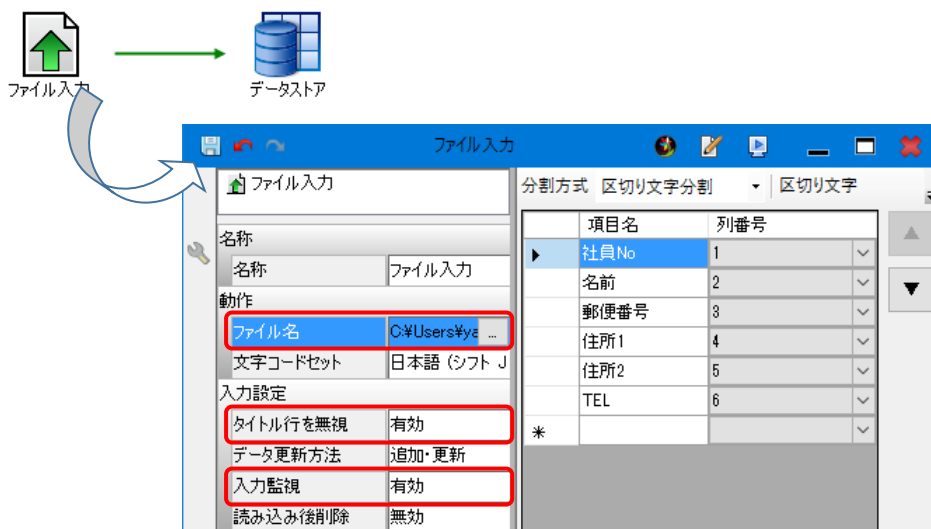 ファイル入力
データストア
ファイル入力
ファイル入力
分割方式 区切り文字分割 区切り文字
名称
名称 ファイル入力
動作
ファイル名 C:¥Users¥ya ...
文字コードセット 日本語 (シフト J
入力設定
タイトル行を無視 有効
データ更新方法 追加・更新
入力監視 有効
読み込み後削除 無効
項目名 列番号
社員No 1
名前 2
郵便番号 3
住所1 4
住所2 5
TEL 6